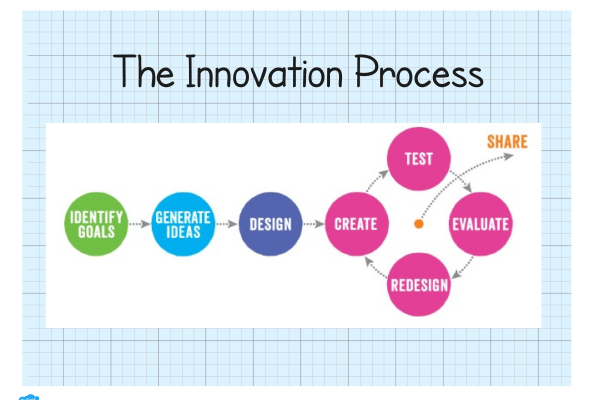 The Innovation Process
SHARE
TEST
IDENTIFY
GOALS
GENERATE
IDEAS
DESIGN
CREATE
EVALUATE
REDESIGN